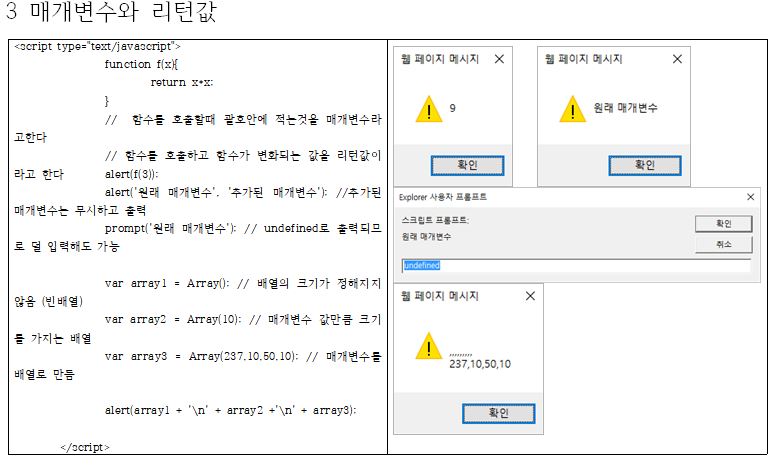 3 매개변수와 리턴값
<script type="text/javascript">
function f(x){
return x*x;
}
// 함수를 호출할때 괄호안에 적는것을 매개변수라
고한다
// 함수를 호출하고 함수가 변화되는 값을 리턴값이
라고 한다 alert(f(3));
alert('원래 매개변수', '추가된 매개변수'); //추가된
매개변수는 무시하고 출력
prompt('원래 매개변수'); // undefined로 출력되므
로 덜 입력해도 가능
var array1 = Array(); // 배열의 크기가 정해지지
않음 (빈배열)
var array2 = Array(10); // 매개변수 값만큼 크기
를 가지는 배열
var array3 = Array(237,10,50,10); // 매개변수를
배열로 만듬
alert(array1 + '\n' + array2 +'\n' + array3);
</script>
웹 페이지 메시지
9
확인
웹 페이지 메시지
원래 매개변수
확인
Explorer 사용자 프롬프트
스크립트 프롬프트:
원래 매개변수
확인
취소
undefined
웹 페이지 메시지
,,,,,,,,,
237,10,50,10
확인